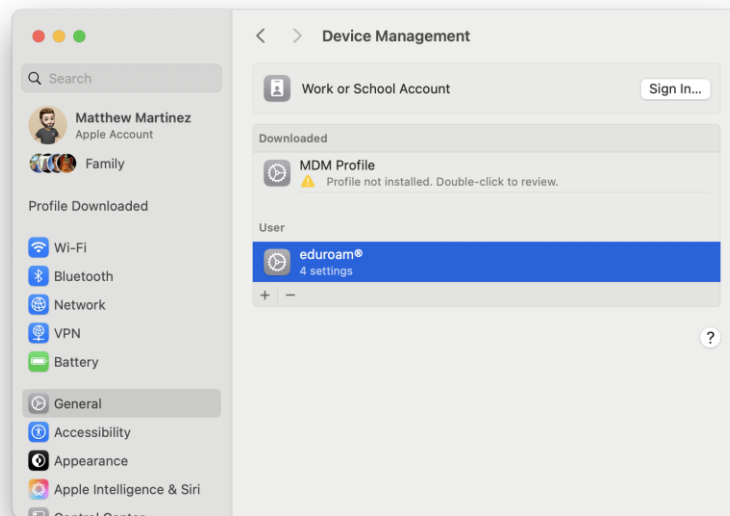 Device Management
Search
Work or School Account
Sign In...
Matthew Martinez
Apple Account
Family
Profile Downloaded
Wi-Fi
Bluetooth
Network
VPN
Battery
General
Accessibility
Appearance
Apple Intelligence & Siri
Control Center
Downloaded
MDM Profile
Profile not installed. Double-click to review.
User
eduroam®
4 settings
+ −
?